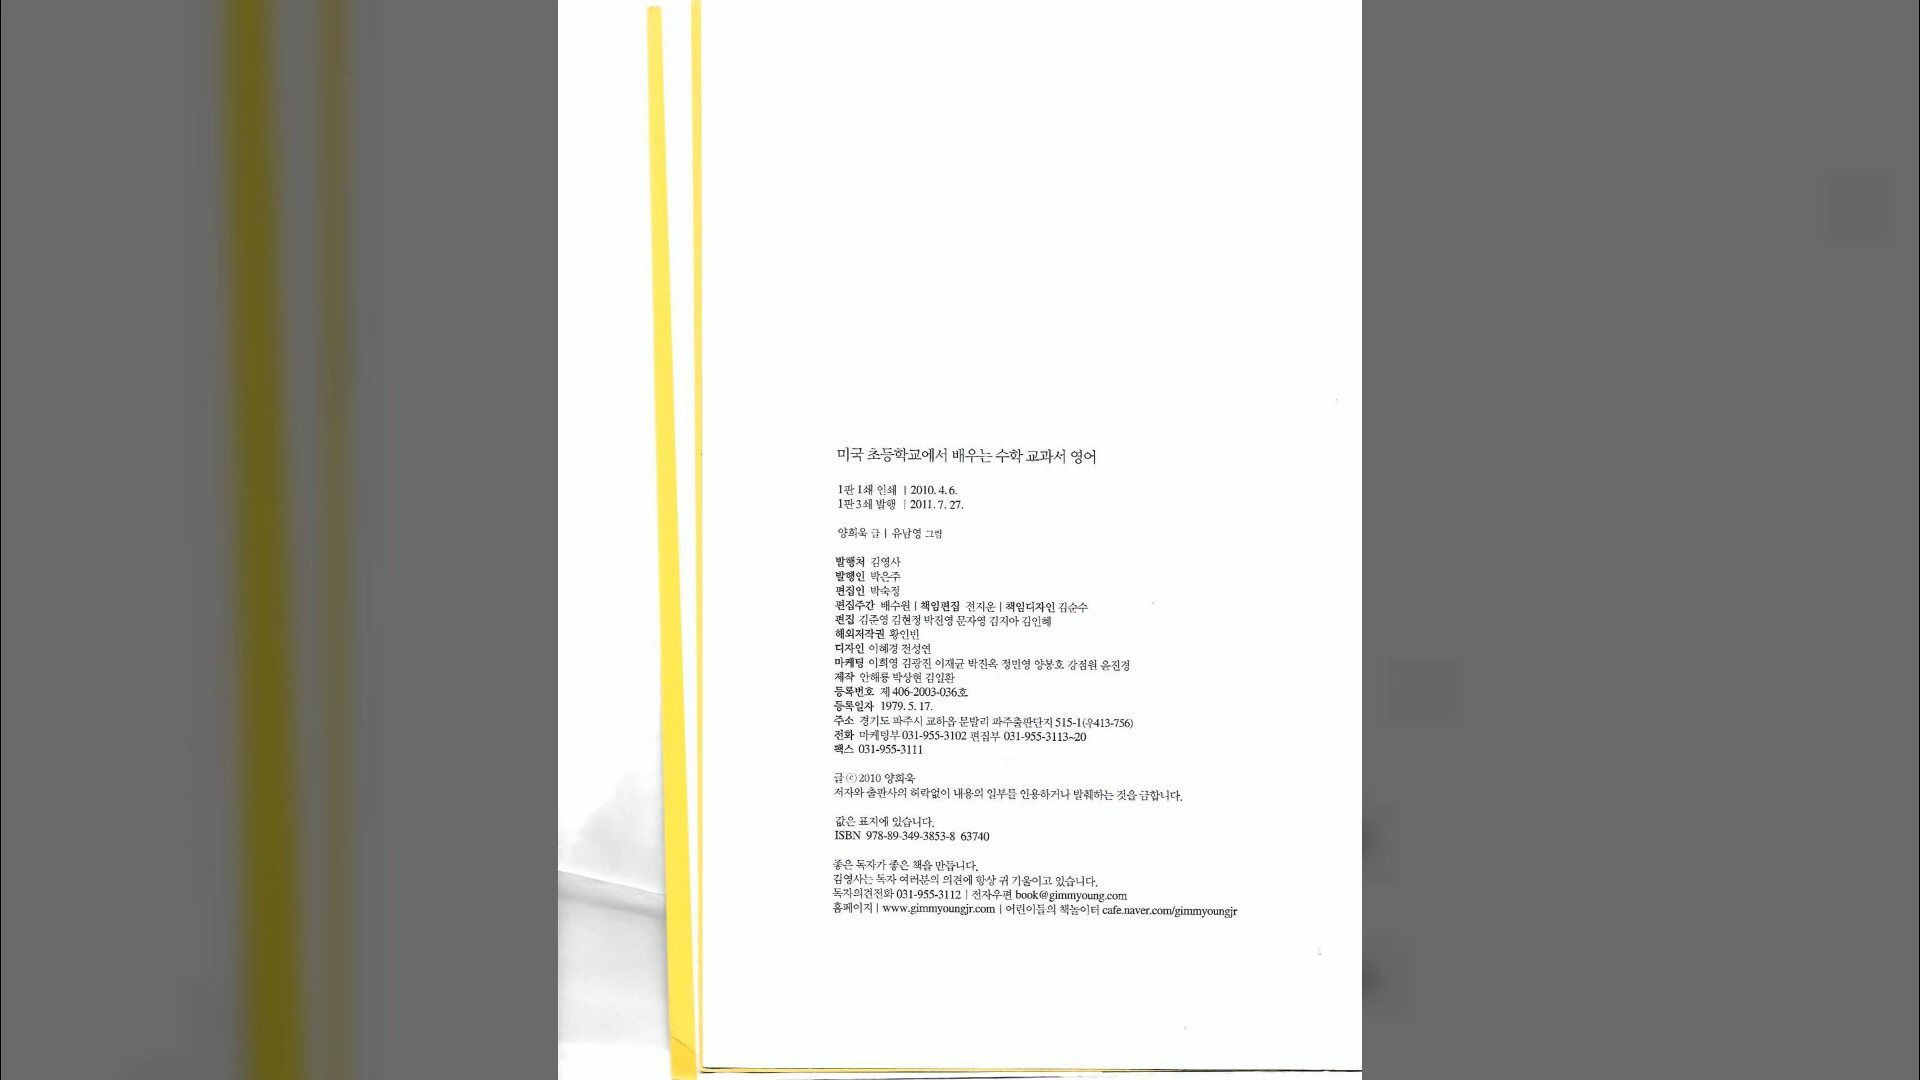 미국 초등학교에서 배우는 수학 교과서 영어
1판 1쇄 인쇄 | 2010. 4. 6.
1판 3쇄 발행 | 2011. 7. 27.
양희욱 글 | 유남영 그림
발행처 김영사
발행인 박은주
편집인 박숙정
편집주간 배수원 | 책임편집 전지운 | 책임디자인 김순수
편집 김준영 김현정 박진영 문자영 김지아 김인혜
해외저작권 황인빈
디자인 이혜경 전성연
마케팅 이희영 김광진 이재균 박진옥 정민영 양봉호 강점원 윤진경
제작 안해룡 박상현 김일환
등록번호 제 406-2003-036호
등록일자 1979. 5. 17.
주소 경기도 파주시 교하읍 문발리 파주출판단지 515-1(우413-756)
전화 마케팅부 031-955-3102 편집부 031-955-3113~20
팩스 031-955-3111
글 ⓒ 2010 양희욱
저자와 출판사의 허락없이 내용의 일부를 인용하거나 발췌하는 것을 금합니다.
값은 표지에 있습니다.
ISBN 978-89-349-3853-8 63740
좋은 독자가 좋은 책을 만듭니다.
김영사는 독자 여러분의 의견에 항상 귀 기울이고 있습니다.
독자의견전화 031-955-3112 | 전자우편 book@gimmyoung.com
홈페이지 | www.gimmyoungjr.com | 어린이들의 책놀이터 cafe.naver.com/gimmyoungjr